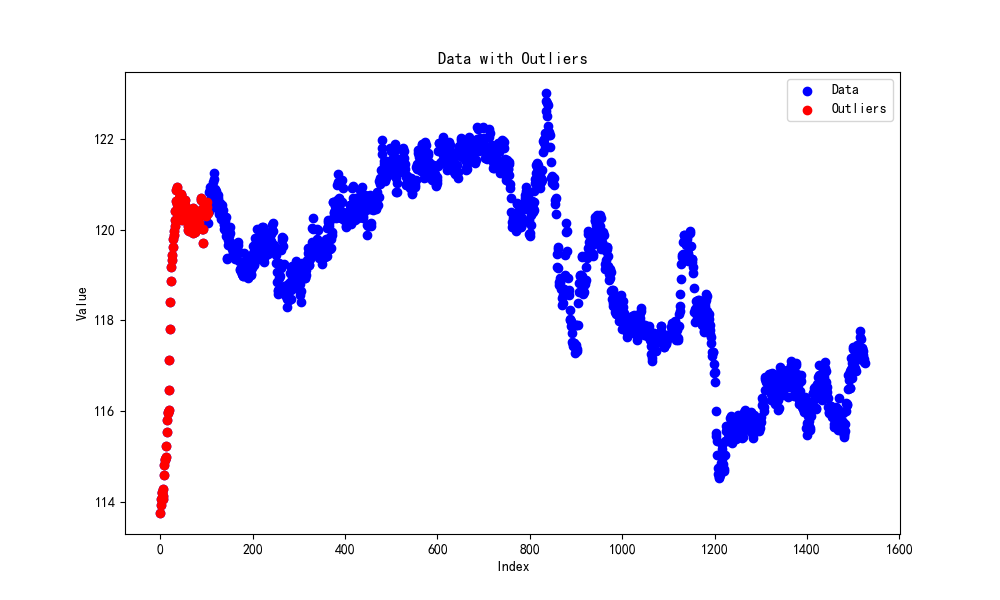 Data with Outliers
Data
Outliers
122
120
118
116
114
Value
0 200 400 600 800 1000 1200 1400 1600
Index